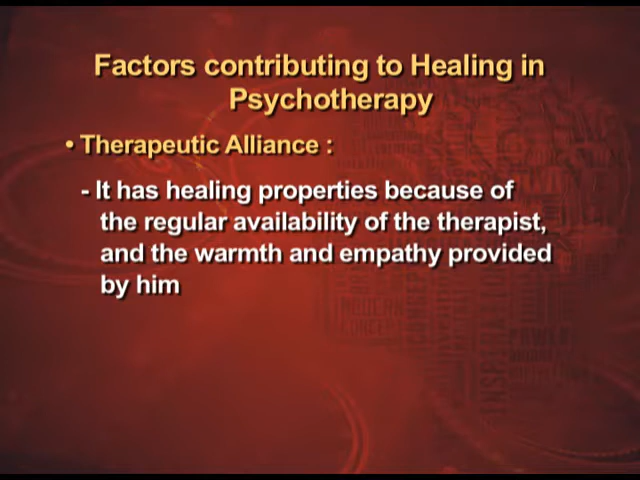 Factors contributing to Healing in
Psychotherapy
• Therapeutic Alliance :
- It has healing properties because of
the regular availability of the therapist,
and the warmth and empathy provided
by him